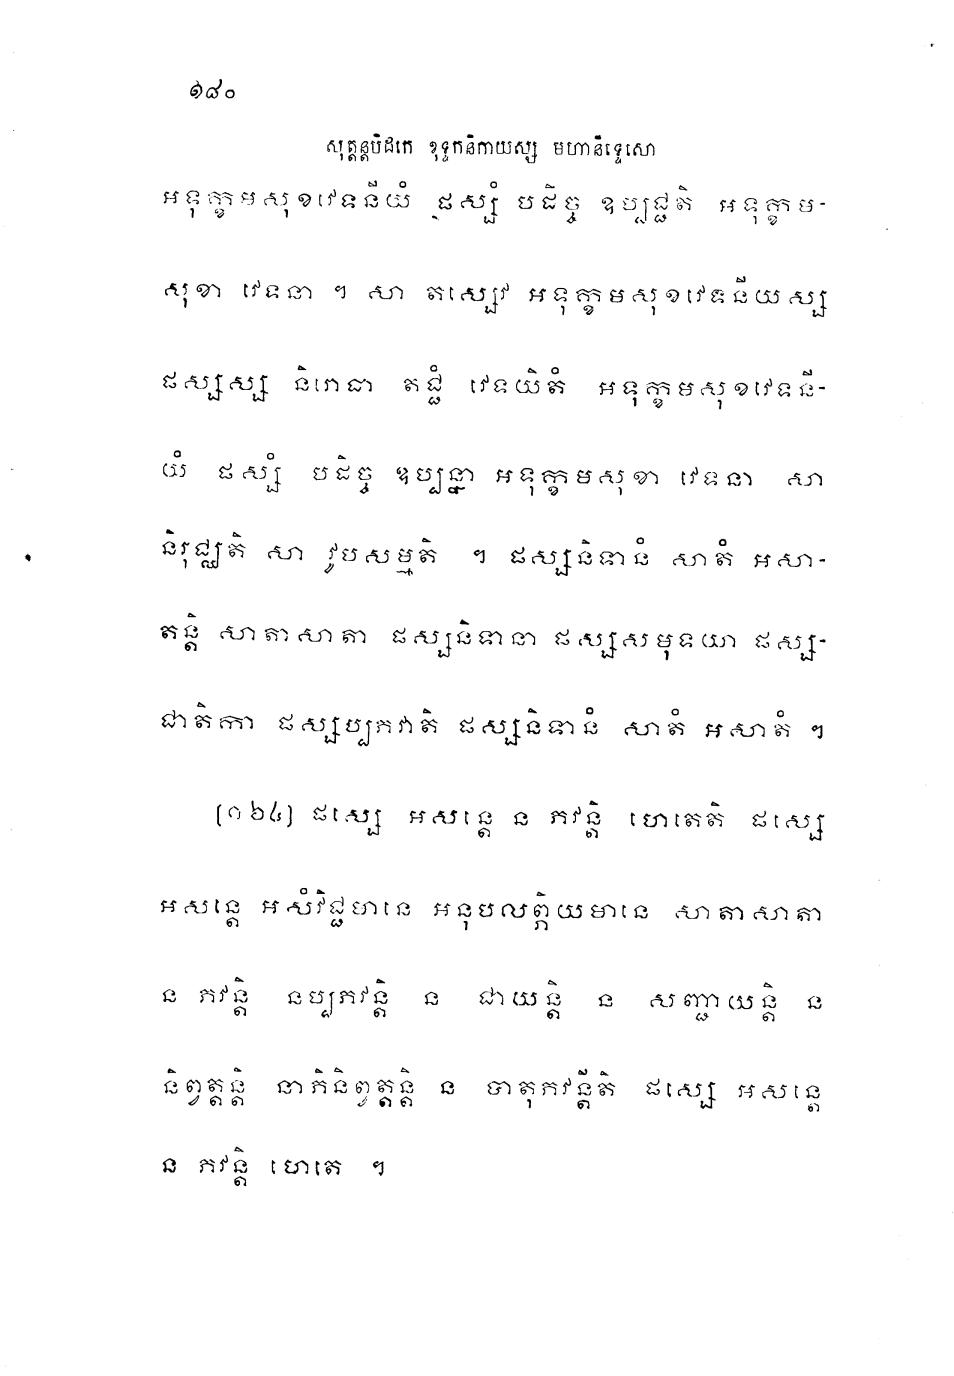 ១៨០
សុត្តន្តបិដកេ ខុទ្ទកនិកាយស្ស មហានិទ្ទេសោ
អទុក្ខមសុខវេទនីយំ ផស្សំ បដិច្ច ឧប្បជ្ជតិ អទុក្ខម-
សុខា វេទនា ។ សា តស្សេវ អទុក្ខមសុខវេទនីយស្ស
ផស្សស្ស និរោធា តជ្ជំ វេទយិតំ អទុក្ខមសុខវេទនី-
យំ ផស្សំ បដិច្ច ឧប្បន្នា អទុក្ខមសុខា វេទនា សា
និរុជ្ឈតិ សា វូបសម្មតិ ។ ផស្សនិទានំ សាតំ អសា-
តន្តិ សាតាសាតា ផស្សនិទានា ផស្សសមុទយា ផស្ស-
ជាតិកា ផស្សប្បភវាតិ ផស្សនិទានំ សាតំ អសាតំ ។
[១៦៤] ផស្សេ អសន្តេ ន ភវន្តិ ហេតេតិ ផស្សេ
អសន្តេ អសំវិជ្ជមានេ អនុបលព្ភិយមានេ សាតាសាតា
ន ភវន្តិ នប្បភវន្តិ ន ជាយន្តិ ន សញ្ជាយន្តិ ន
និព្វត្តន្តិ នាភិនិព្វត្តន្តិ ន បាតុភវន្តីតិ ផស្សេ អសន្តេ
ន ភវន្តិ ហេតេ ។